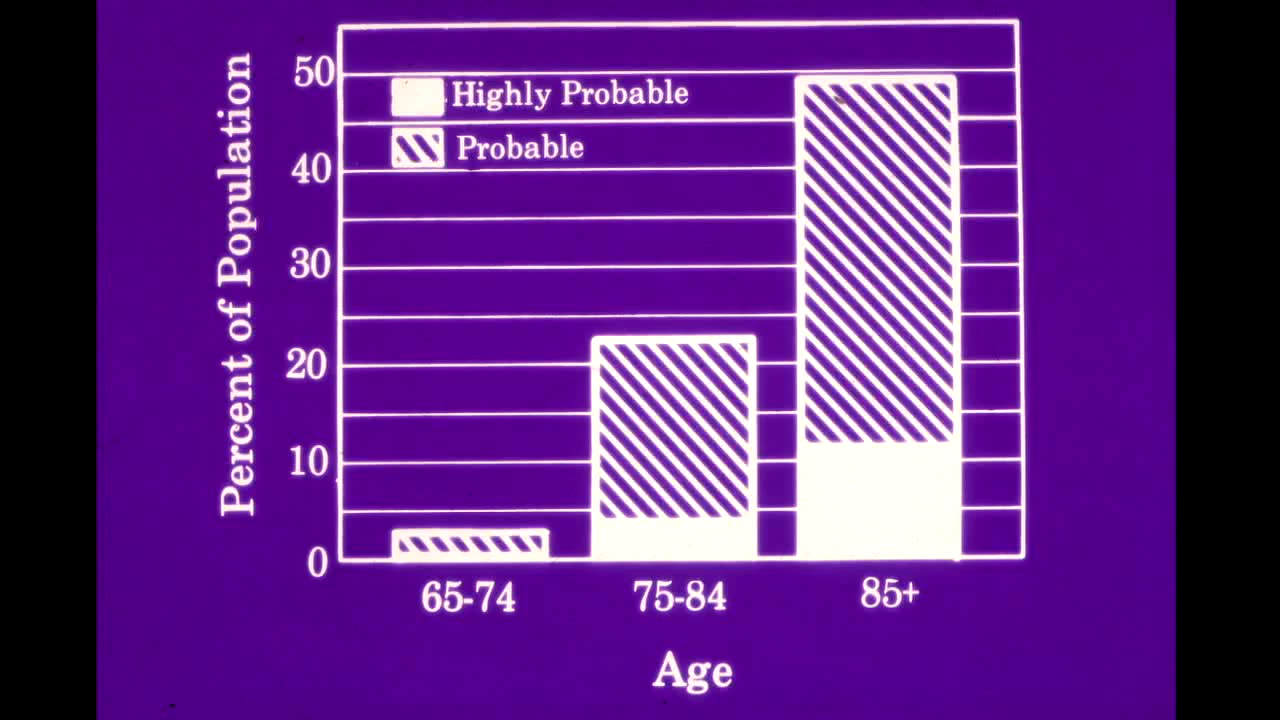 Percent of Population
50
40
30
20
10
0
Highly Probable
Probable
65-74
75-84
85+
Age